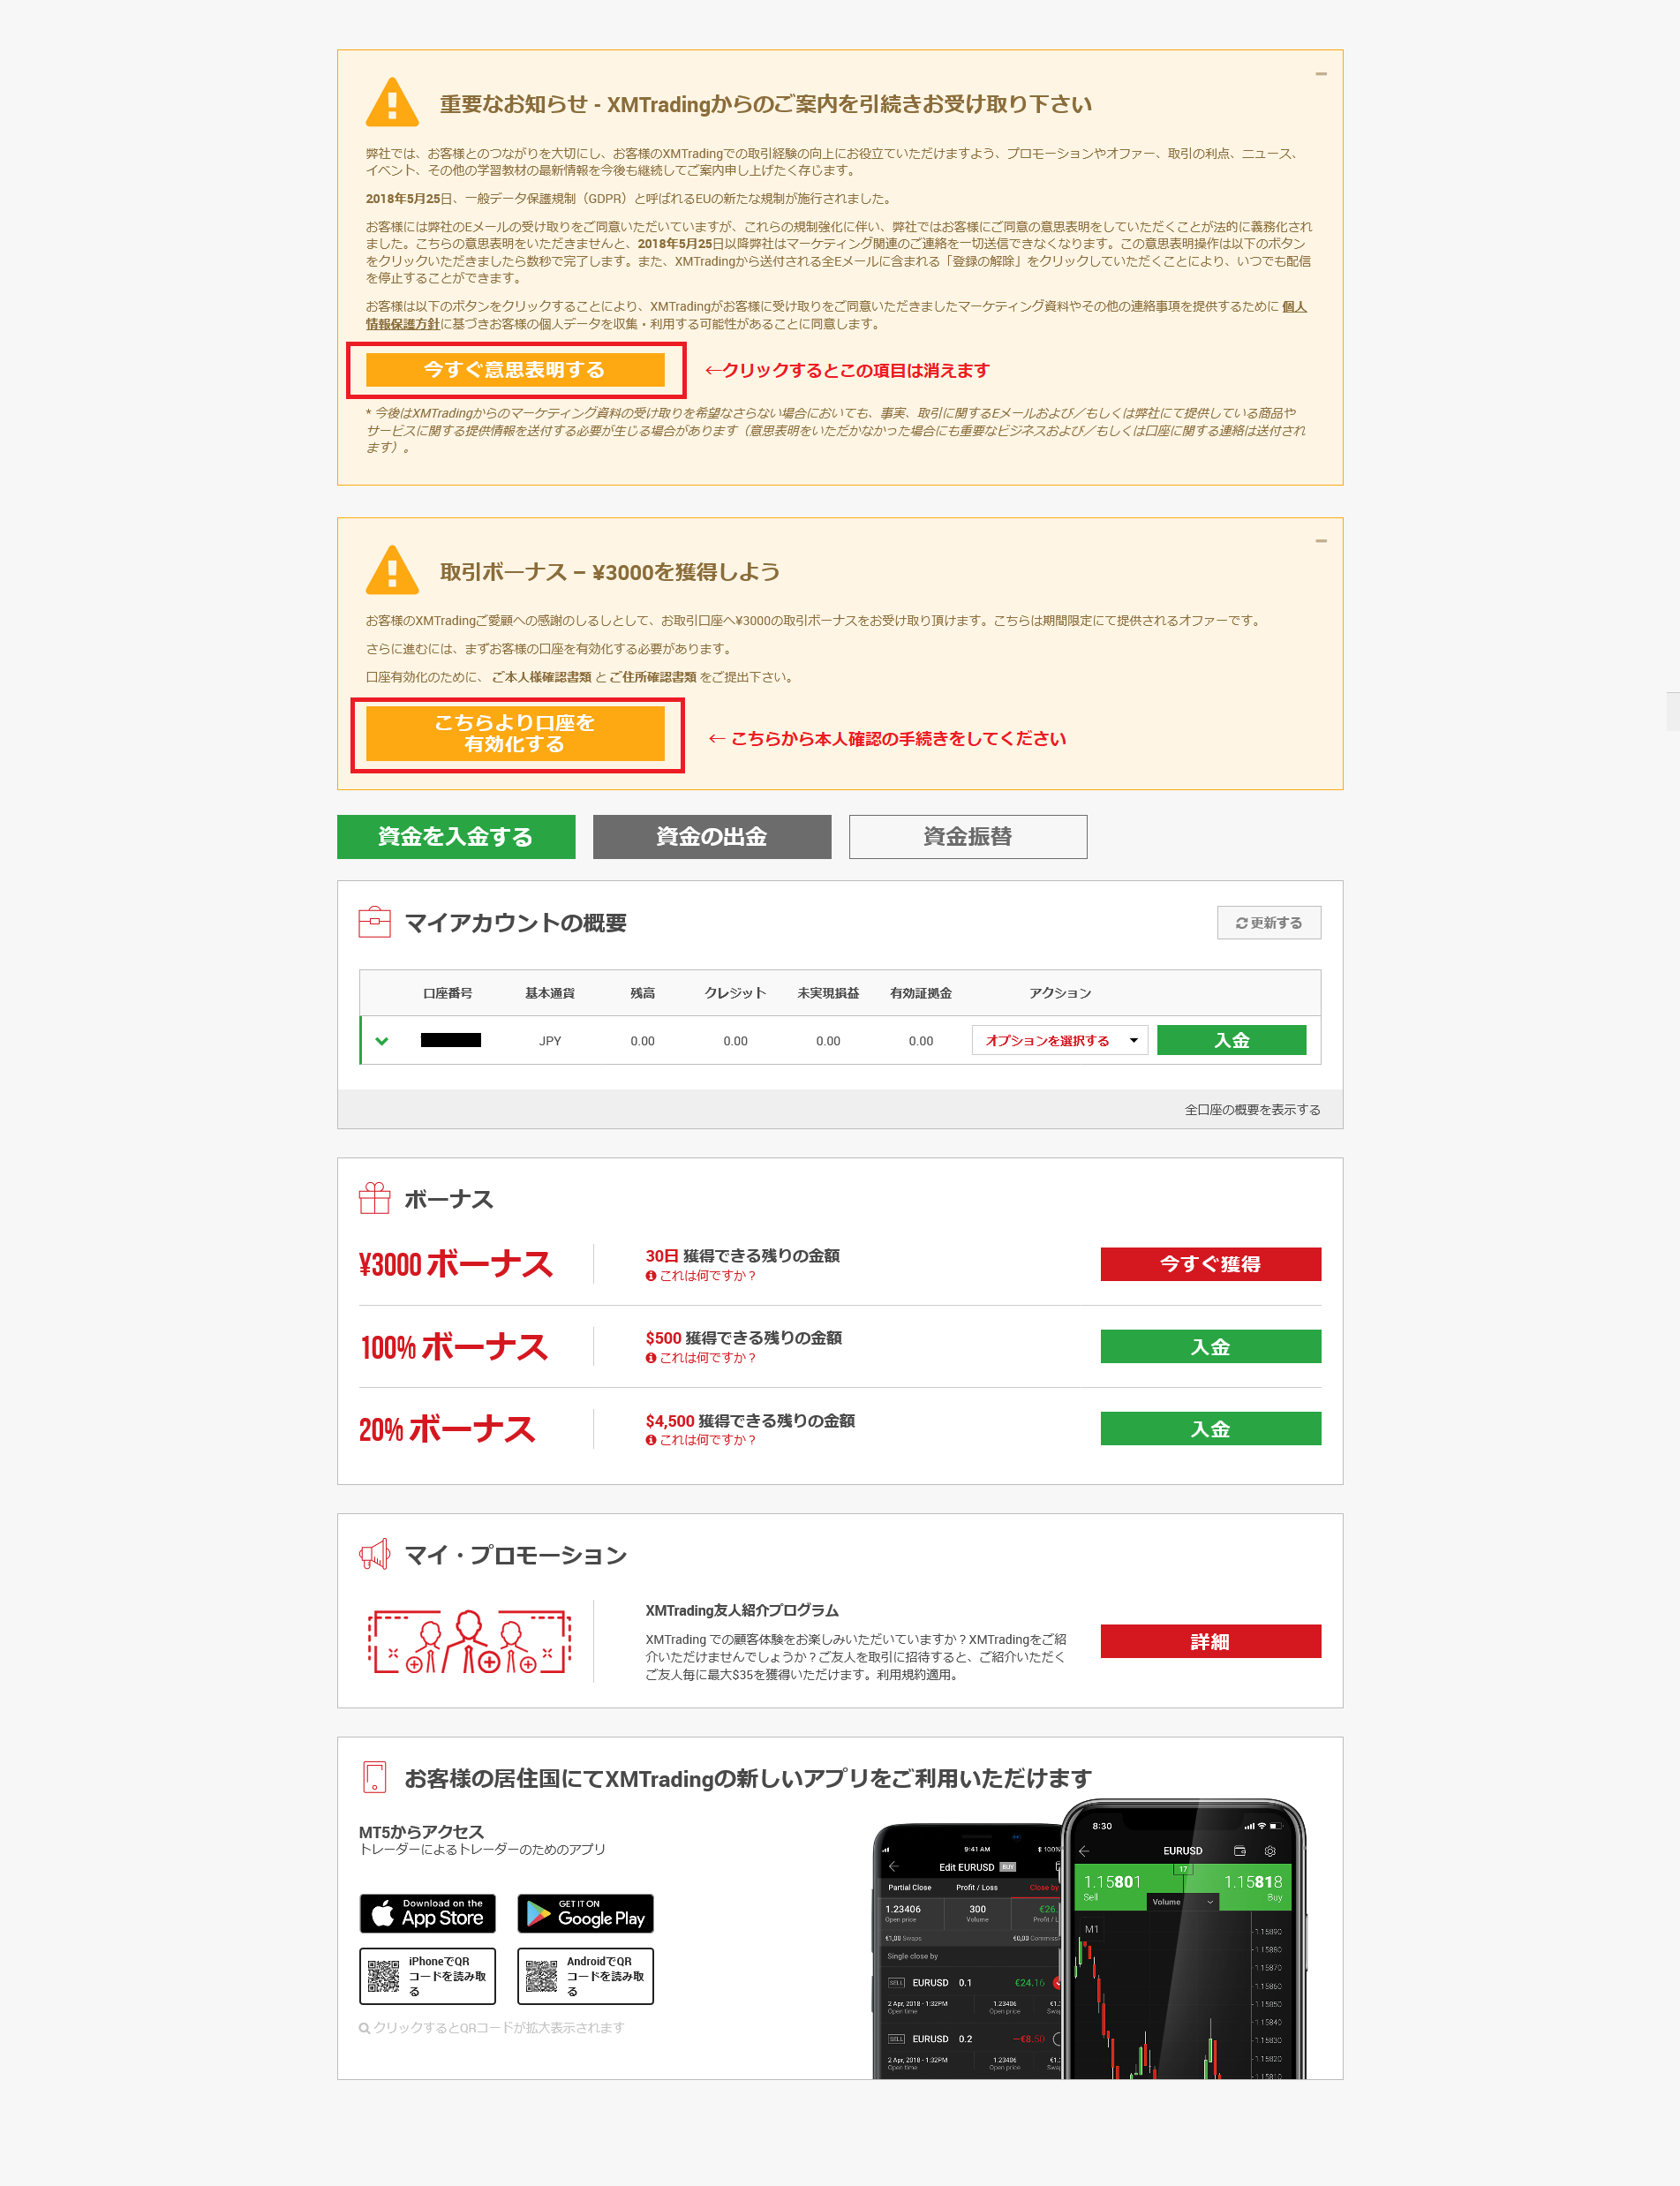 重要なお知らせ - XMTradingからのご案内を引続きお受け取り下さい
弊社では、お客様とのつながりを大切にし、お客様のXMTradingでの取引経験の向上にお役立ていただけますよう、プロモーションやオファー、取引の利点、ニュース、
イベント、その他の学習教材の最新情報を今後も継続してご案内申し上げたく存じます。
2018年5月25日、一般データ保護規制（GDPR）と呼ばれるEUの新たな規制が施行されました。
お客様には弊社のEメールの受け取りをご同意いただいていますが、これらの規制強化に伴い、弊社ではお客様にご同意の意思表明をしていただくことが法的に義務化され
ました。こちらの意思表明をいただきませんと、2018年5月25日以降弊社はマーケティング関連のご連絡を一切送信できなくなります。この意思表明操作は以下のボタン
をクリックいただきましたら数秒で完了します。また、XMTradingから送付される全Eメールに含まれる「登録の解除」をクリックしていただくことにより、いつでも配信
を停止することができます。
お客様は以下のボタンをクリックすることにより、XMTradingがお客様に受け取りをご同意いただきましたマーケティング資料やその他の連絡事項を提供するために 個人
情報保護方針に基づきお客様の個人データを収集・利用する可能性があることに同意します。
今すぐ意思表明する ←クリックするとこの項目は消えます
* 今後はXMTradingからのマーケティング資料の受け取りを希望なさらない場合においても、事実、取引に関するEメールおよび／もしくは弊社にて提供している商品や
サービスに関する提供情報を送付する必要が生じる場合があります（意思表明をいただかなかった場合にも重要なビジネスおよび／もしくは口座に関する連絡は送付され
ます）。
取引ボーナス – ¥3000を獲得しよう
お客様のXMTradingご愛顧への感謝のしるしとして、お取引口座へ¥3000の取引ボーナスをお受け取り頂けます。こちらは期間限定にて提供されるオファーです。
さらに進むには、まずお客様の口座を有効化する必要があります。
口座有効化のために、 ご本人様確認書類 と ご住所確認書類 をご提出下さい。
こちらより口座を
有効化する
← こちらから本人確認の手続きをしてください
資金を入金する 資金の出金 資金振替
マイアカウントの概要 更新する
口座番号 基本通貨 残高 クレジット 未実現損益 有効証拠金 アクション
JPY 0.00 0.00 0.00 0.00 オプションを選択する 入金
全口座の概要を表示する
ボーナス
¥3000 ボーナス
30日 獲得できる残りの金額
これは何ですか？
今すぐ獲得
100% ボーナス
$500 獲得できる残りの金額
これは何ですか？
入金
20% ボーナス
$4,500 獲得できる残りの金額
これは何ですか？
入金
マイ・プロモーション
XMTrading友人紹介プログラム
XMTrading での顧客体験をお楽しみいただいていますか？XMTradingをご紹
介いただけませんでしょうか？ご友人を取引に招待すると、ご紹介いただく
ご友人毎に最大$35を獲得いただけます。利用規約適用。
詳細
お客様の居住国にてXMTradingの新しいアプリをご利用いただけます
MT5からアクセス
トレーダーによるトレーダーのためのアプリ
Download on the
App Store
GET IT ON
Google Play
iPhoneでQR
コードを読み取
る
AndroidでQR
コードを読み取
る
クリックするとQRコードが拡大表示されます
9:41 AM 100%
Edit EURUSD BUY
Partial Close Profit / Loss Close by
1.23406 300 €26.
Open price Volume Profit / L
€1,00 Swaps €0,00 Commiss
Single close by
SELL EURUSD 0.1 €24.16
2 Apr, 2018 - 1:32PM 1.23406 €1.
Open time Open price Swa
SELL EURUSD 0.2 −€8.50
2 Apr, 2018 - 1:32PM 1.23406 €1.
Open time Open price Swa
8:30
EURUSD
17
1.15801 1.15818
Sell Volume Buy
M1
1.15890
1.15880
1.15870
1.15860
1.15850
1.15840
1.15830
1.15820
1.15810